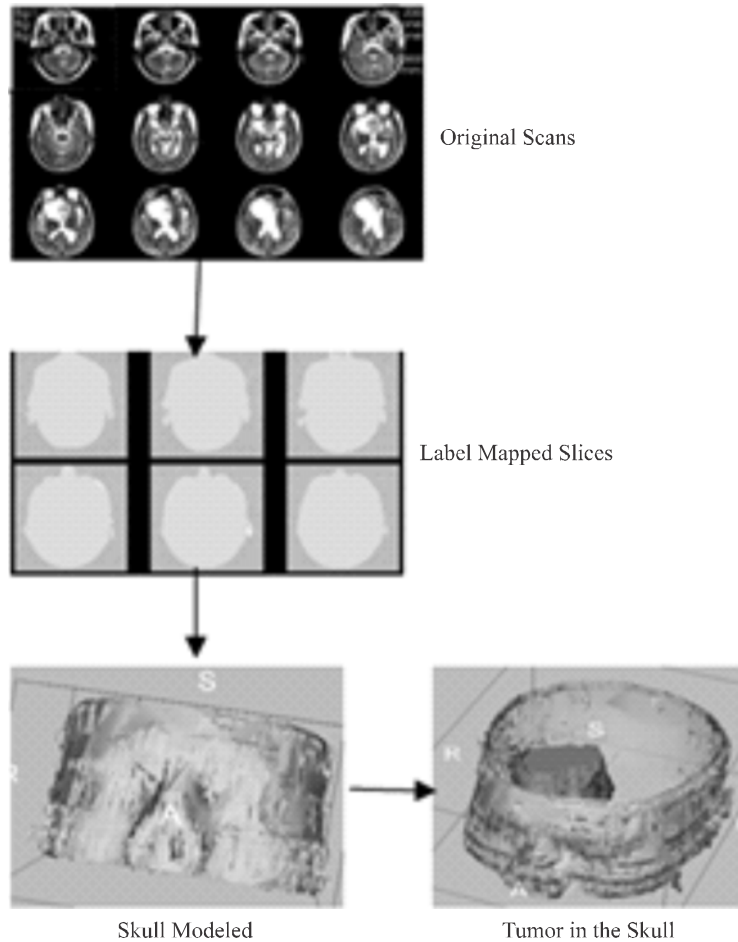 Original Scans
Label Mapped Slices
S
A
R
S
A
Skull Modeled
Tumor in the Skull